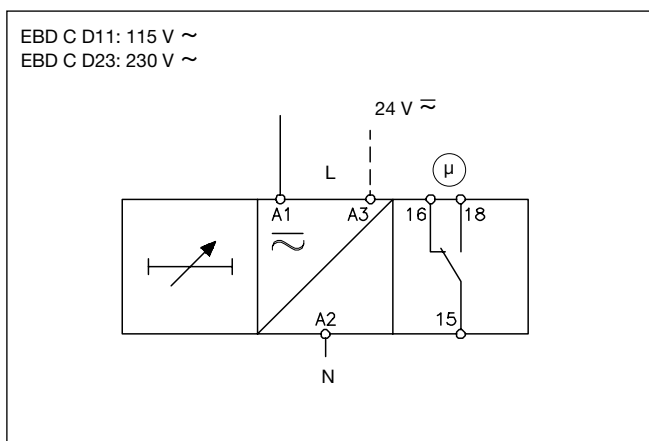 EBD C D11: 115 V ~
EBD C D23: 230 V ~
24 V ⎓~
L
µ
A1
A3
16
18
A2
15
N